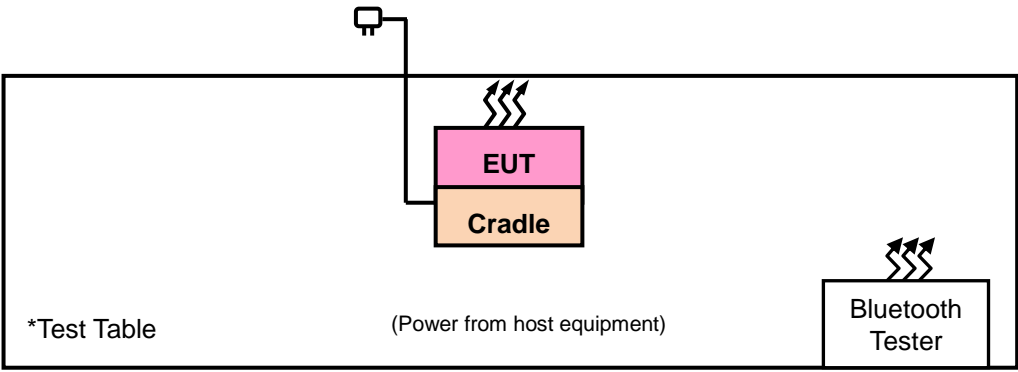 EUT
Cradle
*Test Table
(Power from host equipment)
Bluetooth
Tester